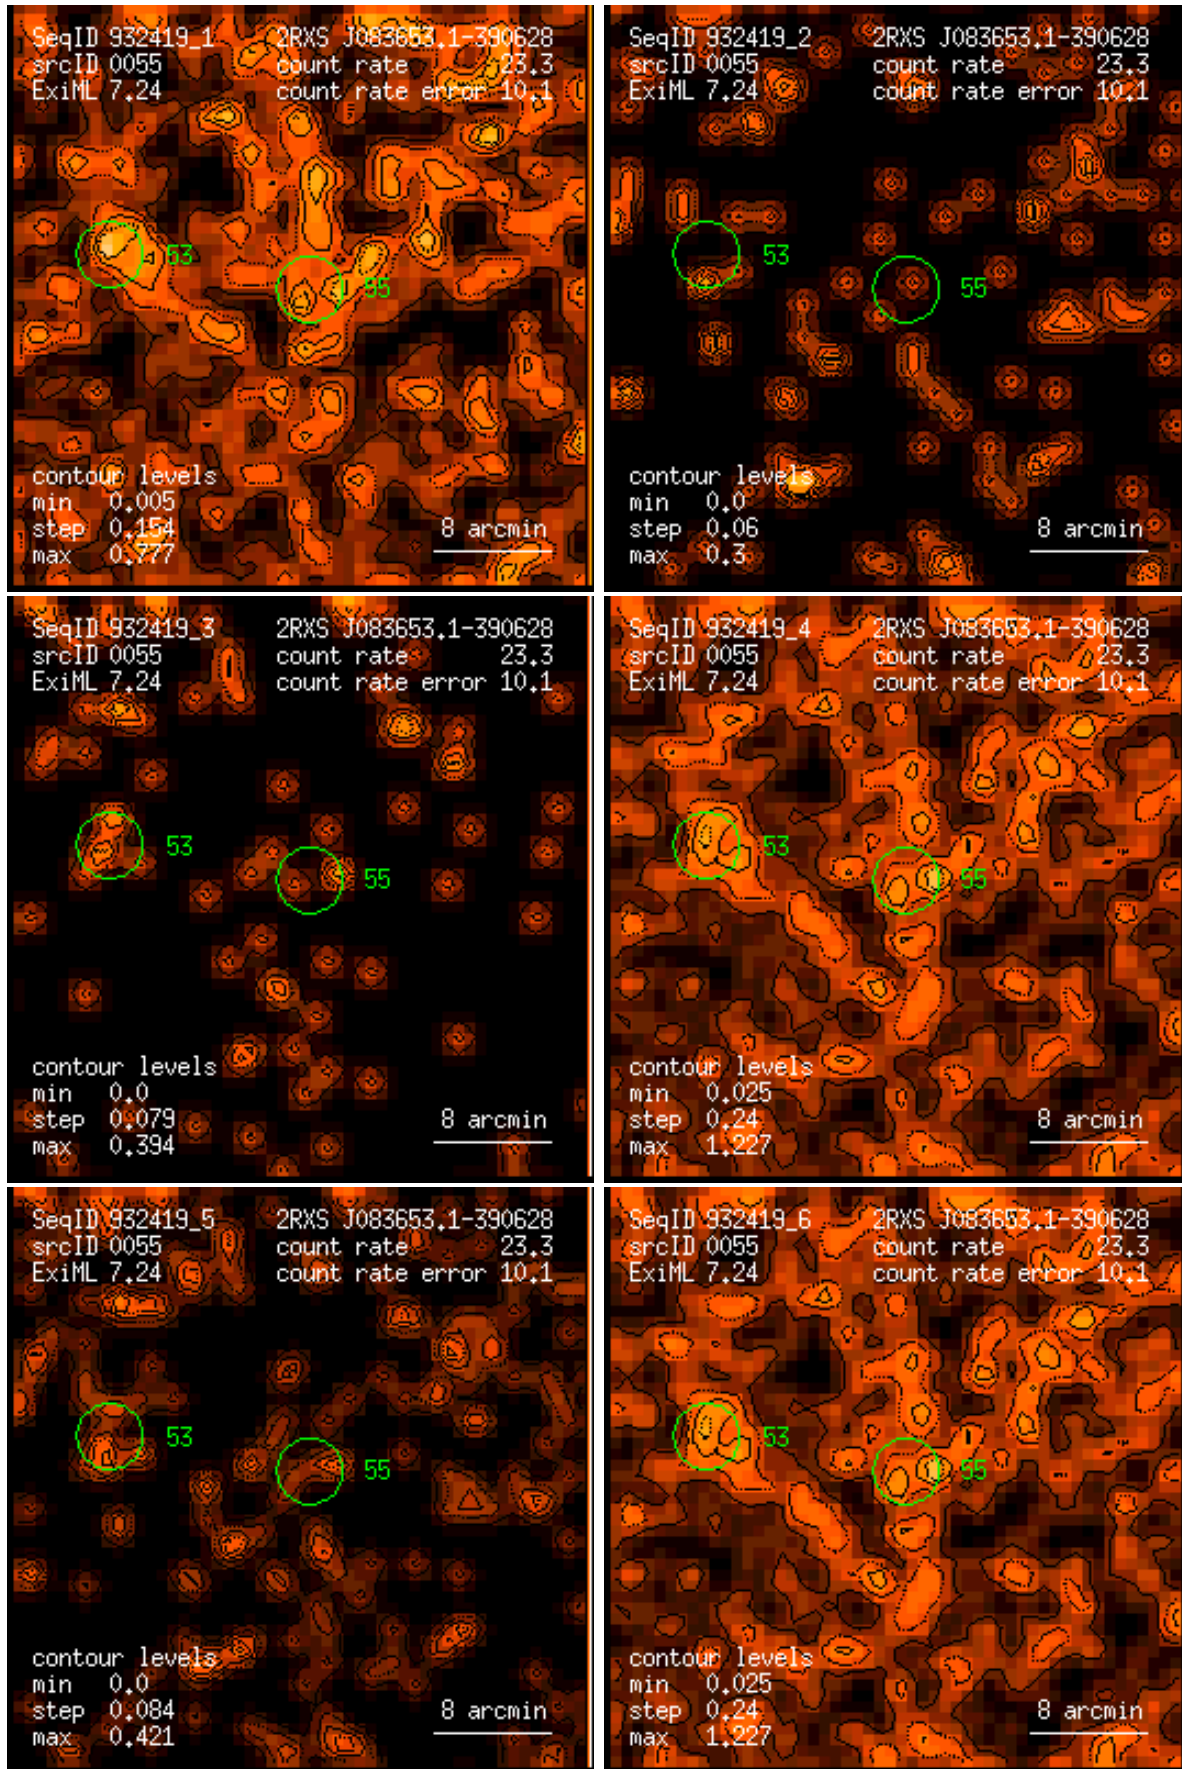 SeqID 932419_1 2RXS J083653.1-390628
srcID 0055 count rate 23.3
ExiML 7.24 count rate error 10.1
53
55
contour levels
min 0.005
step 0.154 8 arcmin
max 0.777
SeqID 932419_2 2RXS J083653.1-390628
srcID 0055 count rate 23.3
ExiML 7.24 count rate error 10.1
53
55
contour levels
min 0.0
step 0.06 8 arcmin
max 0.3
SeqID 932419_3 2RXS J083653.1-390628
srcID 0055 count rate 23.3
ExiML 7.24 count rate error 10.1
53
55
contour levels
min 0.0
step 0.079 8 arcmin
max 0.394
SeqID 932419_4 2RXS J083653.1-390628
srcID 0055 count rate 23.3
ExiML 7.24 count rate error 10.1
53
55
contour levels
min 0.025
step 0.24 8 arcmin
max 1.227
SeqID 932419_5 2RXS J083653.1-390628
srcID 0055 count rate 23.3
ExiML 7.24 count rate error 10.1
53
55
contour levels
min 0.0
step 0.084 8 arcmin
max 0.421
SeqID 932419_6 2RXS J083653.1-390628
srcID 0055 count rate 23.3
ExiML 7.24 count rate error 10.1
53
55
contour levels
min 0.025
step 0.24 8 arcmin
max 1.227